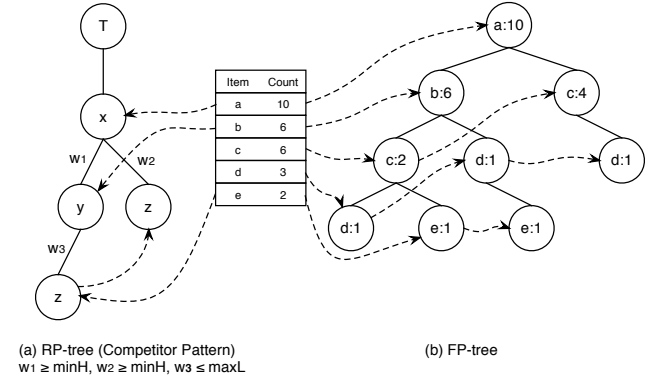 T
x
w1
w2
y
z
w3
z
Item Count
a 10
b 6
c 6
d 3
e 2
a:10
b:6
c:4
c:2
d:1
d:1
d:1
e:1
e:1
(a) RP-tree (Competitor Pattern)
w1 ≥ minH, w2 ≥ minH, w3 ≤ maxL
(b) FP-tree